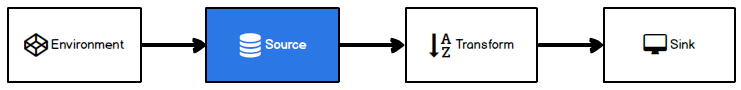 Environment
Source
A
Z
Transform
Sink